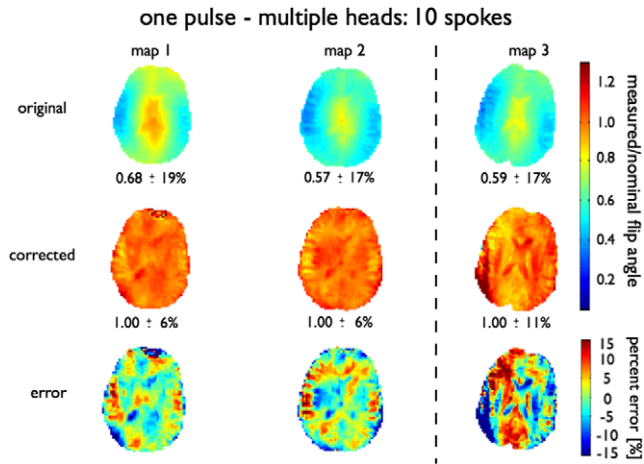 one pulse - multiple heads: 10 spokes
map 1
map 2
map 3
original
0.68 ± 19%
0.57 ± 17%
0.59 ± 17%
1.2
1.0
0.8
0.6
0.4
0.2
measured/nominal flip angle
corrected
1.00 ± 6%
1.00 ± 6%
1.00 ± 11%
error
15
10
5
0
-5
-10
-15
percent error [%]